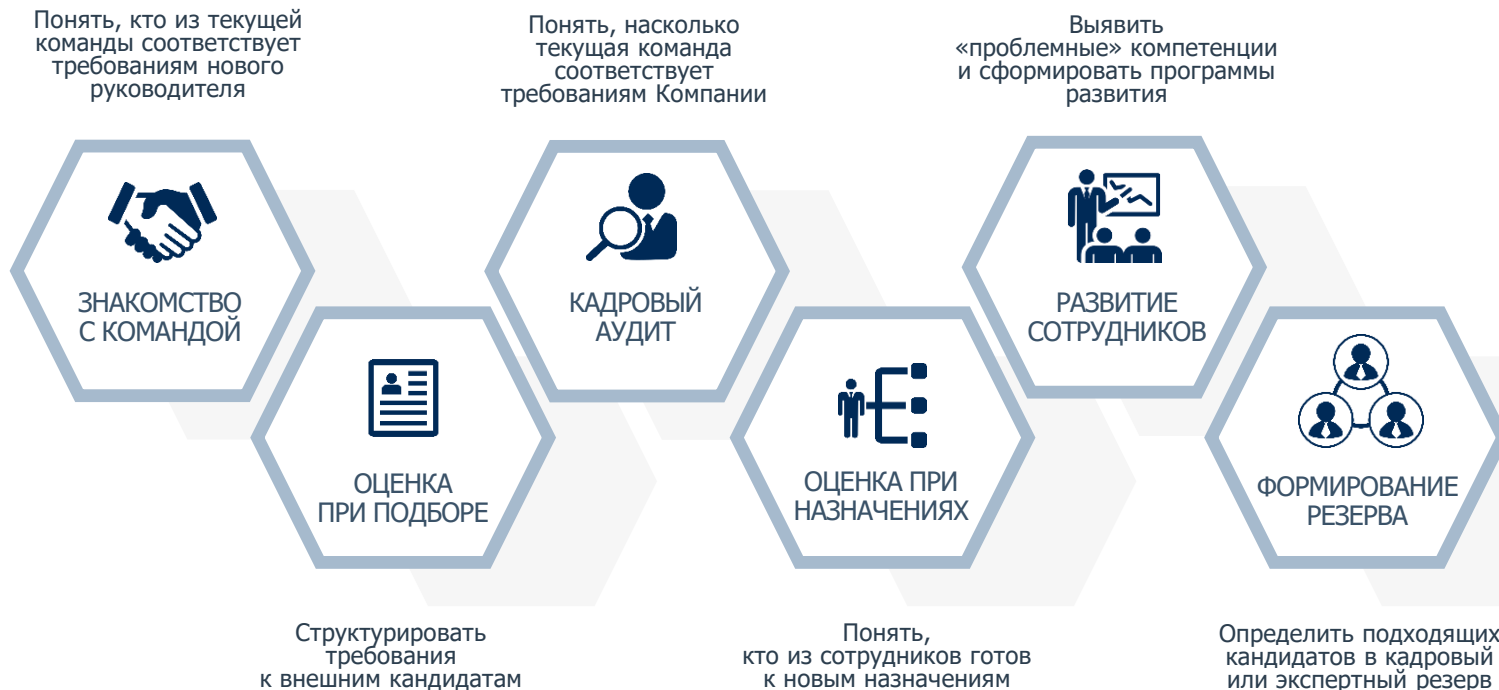 Понять, кто из текущей
команды соответствует
требованиям нового
руководителя
ЗНАКОМСТВО
С КОМАНДОЙ
ОЦЕНКА
ПРИ ПОДБОРЕ
Структурировать
требования
к внешним кандидатам
Понять, насколько
текущая команда
соответствует
требованиям Компании
КАДРОВЫЙ
АУДИТ
ОЦЕНКА ПРИ
НАЗНАЧЕНИЯХ
Понять,
кто из сотрудников готов
к новым назначениям
Выявить
«проблемные» компетенции
и сформировать программы
развития
РАЗВИТИЕ
СОТРУДНИКОВ
ФОРМИРОВАНИЕ
РЕЗЕРВА
Определить подходящих
кандидатов в кадровый
или экспертный резерв